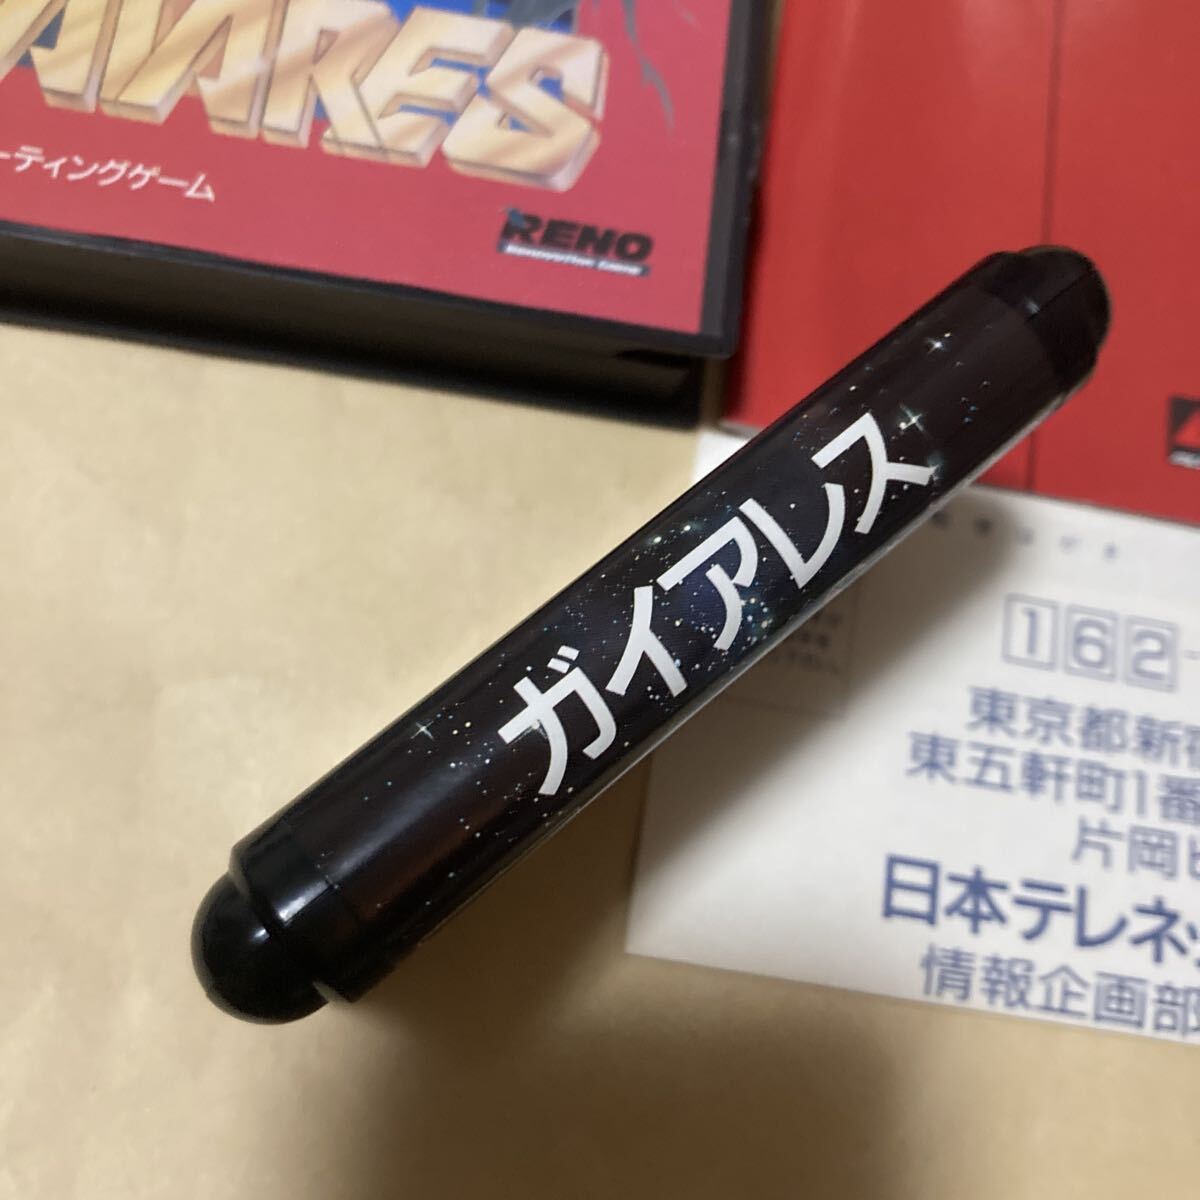 AIARES
ーティングゲーム
RENO
ガイアレス
162
東京都新
東五軒町1番
片岡ビ
日本テレネッ
情報企画部